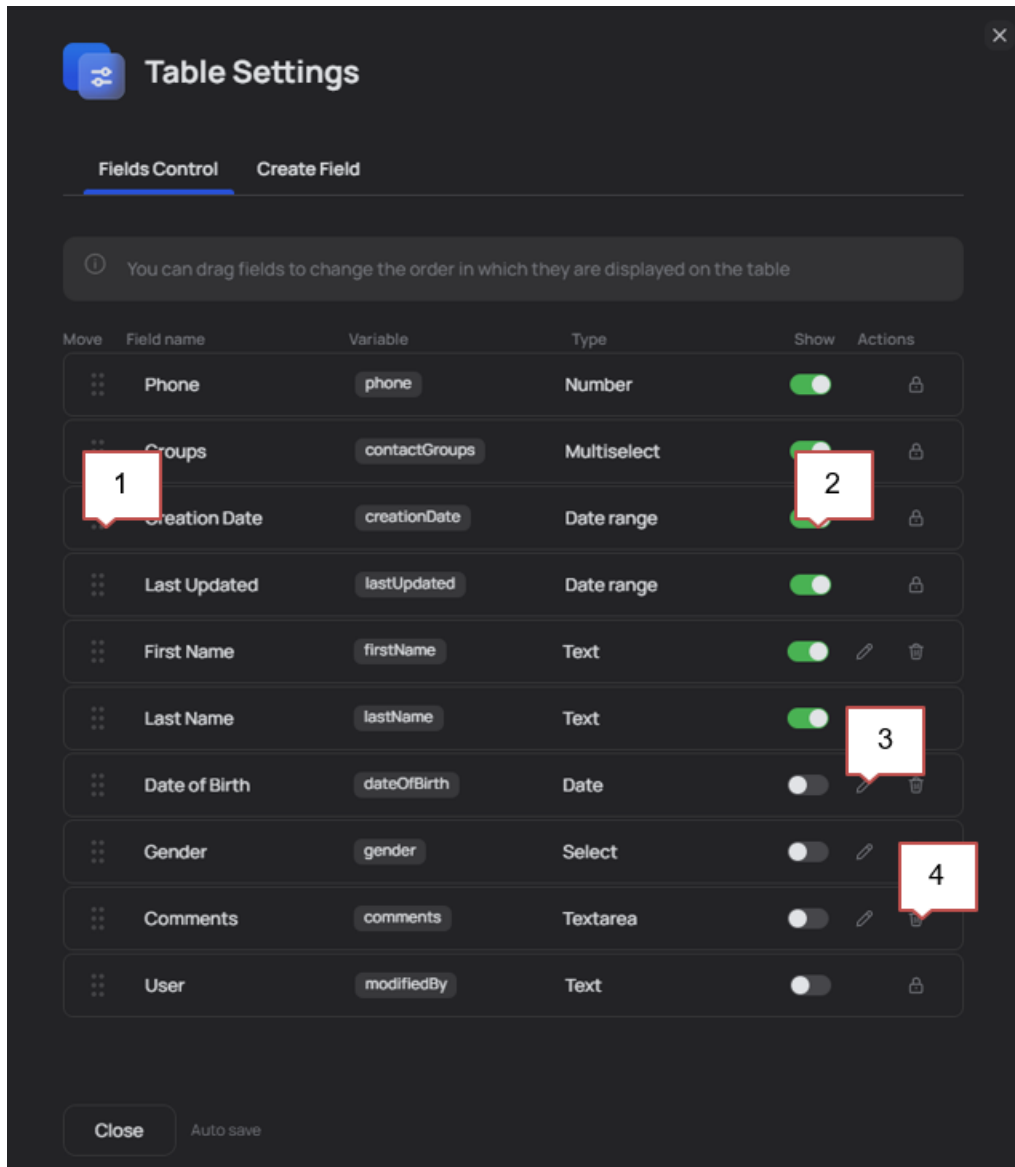 Table Settings
Fields Control Create Field
You can drag fields to change the order in which they are displayed on the table
Move Field name Variable Type Show Actions
Phone phone Number
Groups contactGroups Multiselect
1 2
Creation Date creationDate Date range
Last Updated lastUpdated Date range
First Name firstName Text
Last Name lastName Text
3
Date of Birth dateOfBirth Date
Gender gender Select
4
Comments comments Textarea
User modifiedBy Text
Close Auto save